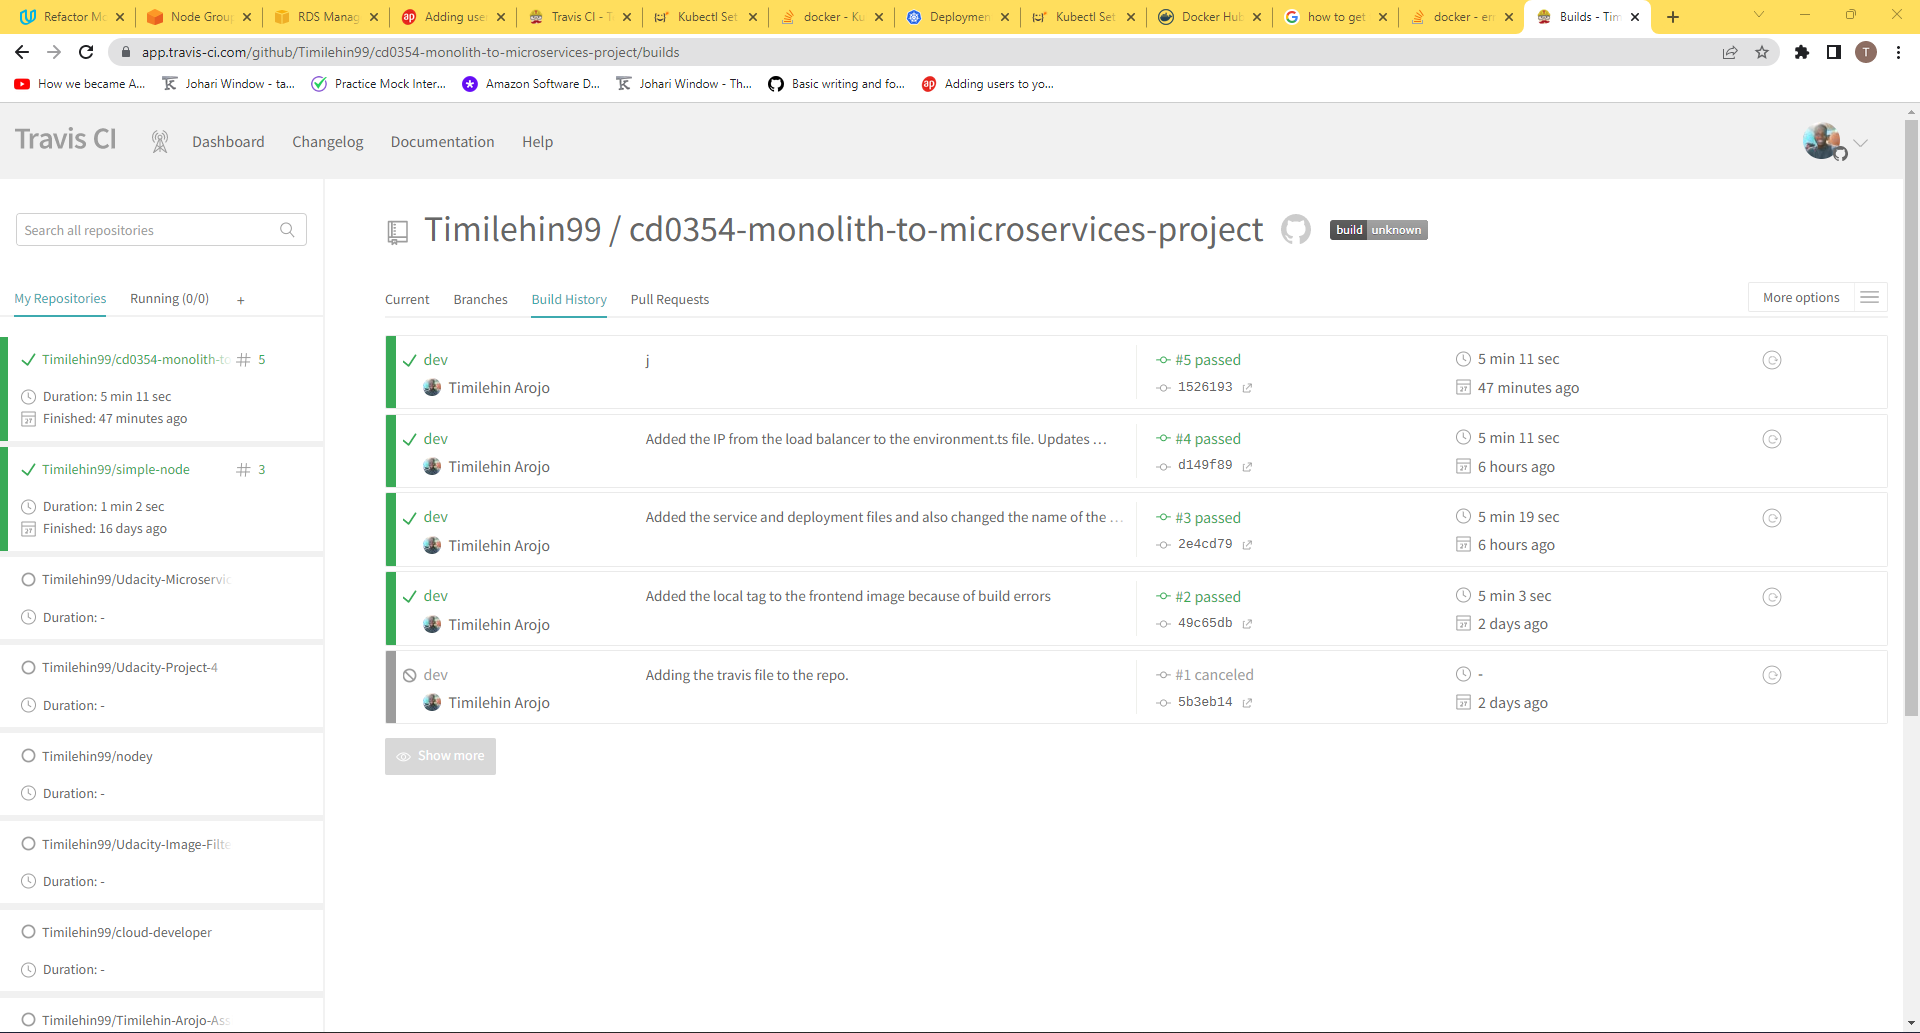 Refactor Mo
Node Group
RDS Manag
Adding user
Travis CI - T
Kubectl Set
docker - Ku
Deploymen
Kubectl Set
Docker Hub
how to get
docker - err
Builds - Tim
app.travis-ci.com/github/Timilehin99/cd0354-monolith-to-microservices-project/builds
T
How we became A...
Johari Window - ta...
Practice Mock Inter...
Amazon Software D...
Johari Window - Th...
Basic writing and fo...
Adding users to yo...
Travis CI
Dashboard
Changelog
Documentation
Help
Search all repositories
Timilehin99 / cd0354-monolith-to-microservices-project
build unknown
My Repositories
Running (0/0)
+
Current
Branches
Build History
Pull Requests
More options
Timilehin99/cd0354-monolith-to
# 5
Duration: 5 min 11 sec
Finished: 47 minutes ago
Timilehin99/simple-node
# 3
Duration: 1 min 2 sec
Finished: 16 days ago
Timilehin99/Udacity-Microservic
Duration: -
Timilehin99/Udacity-Project-4
Duration: -
Timilehin99/nodey
Duration: -
Timilehin99/Udacity-Image-Filte
Duration: -
Timilehin99/cloud-developer
Duration: -
Timilehin99/Timilehin-Arojo-Ass
dev
j
#5 passed
5 min 11 sec
Timilehin Arojo
1526193
47 minutes ago
dev
Added the IP from the load balancer to the environment.ts file. Updates ...
#4 passed
5 min 11 sec
Timilehin Arojo
d149f89
6 hours ago
dev
Added the service and deployment files and also changed the name of the ...
#3 passed
5 min 19 sec
Timilehin Arojo
2e4cd79
6 hours ago
dev
Added the local tag to the frontend image because of build errors
#2 passed
5 min 3 sec
Timilehin Arojo
49c65db
2 days ago
dev
Adding the travis file to the repo.
#1 canceled
-
Timilehin Arojo
5b3eb14
2 days ago
Show more